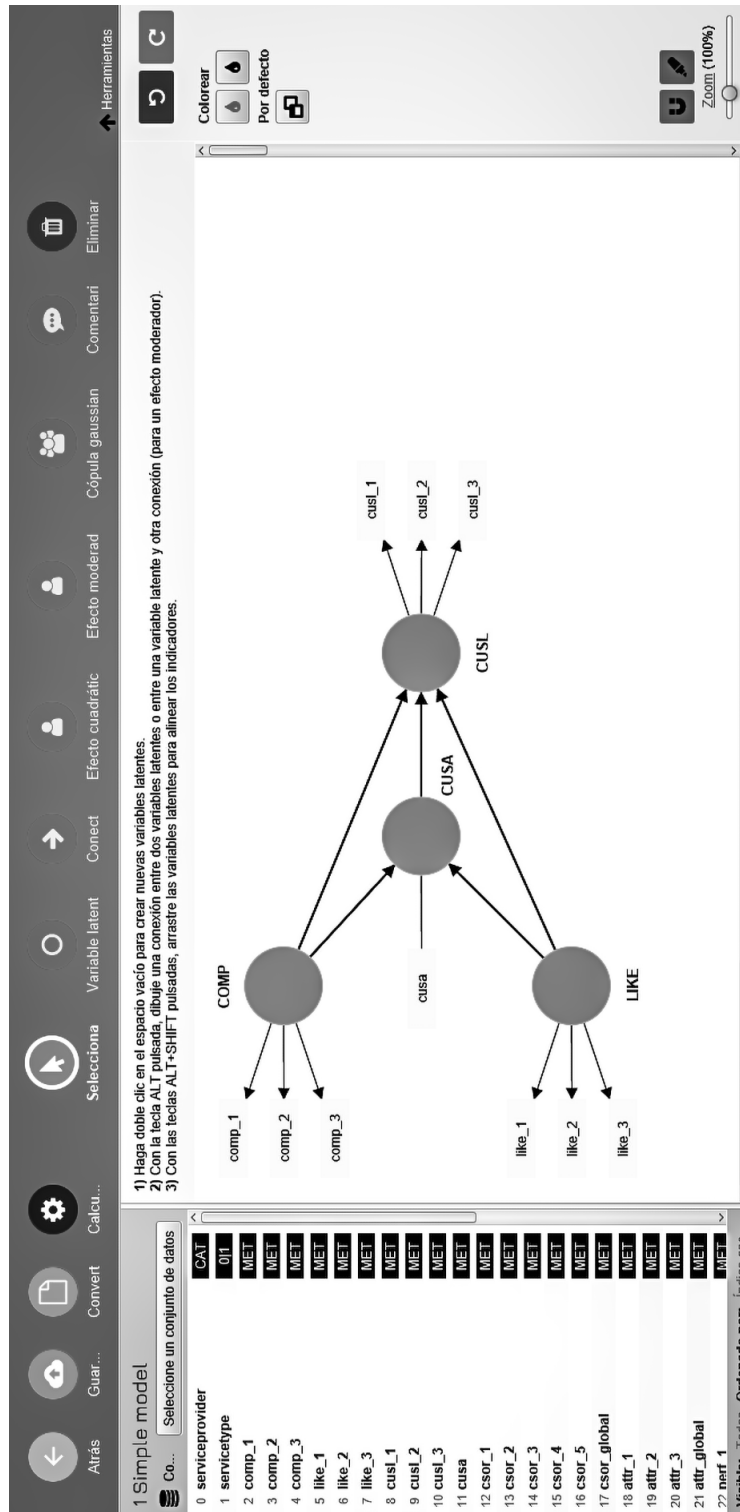 Atrás
Guar...
Convert
Calcu...
Selecciona
Variable latent
Conect
Efecto cuadrátic
Efecto moderad
Cópula gaussian
Comentari
Eliminar
Herramientas
1 Simple model
Co...
Seleccione un conjunto de datos
0 serviceprovider CAT
1 servicetype 0|1
2 comp_1 MET
3 comp_2 MET
4 comp_3 MET
5 like_1 MET
6 like_2 MET
7 like_3 MET
8 cusl_1 MET
9 cusl_2 MET
10 cusl_3 MET
11 cusa MET
12 csor_1 MET
13 csor_2 MET
14 csor_3 MET
15 csor_4 MET
16 csor_5 MET
17 csor_global MET
18 attr_1 MET
19 attr_2 MET
20 attr_3 MET
21 attr_global MET
22 perf_1 MET
1) Haga doble clic en el espacio vacío para crear nuevas variables latentes.
2) Con la tecla ALT pulsada, dibuje una conexión entre dos variables latentes o entre una variable latente y otra conexión (para un efecto moderador).
3) Con las teclas ALT+SHIFT pulsadas, arrastre las variables latentes para alinear los indicadores.
comp_1
comp_2
comp_3
COMP
cusa
CUSA
like_1
like_2
like_3
LIKE
CUSL
cusl_1
cusl_2
cusl_3
Colorear
Por defecto
Zoom (100%)